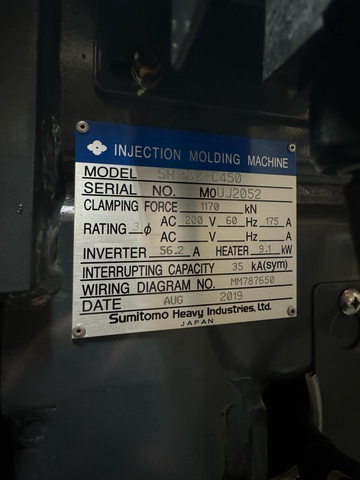 INJECTION MOLDING MACHINE
MODEL C450
SERIAL NO. M0UJ2052
CLAMPING FORCE 1170 kN
RATING 3 φ AC 200 V 60 Hz 175 A
AC V Hz A
INVERTER 56.2 A HEATER 9.1 kW
INTERRUPTING CAPACITY 35 kA(sym)
WIRING DIAGRAM NO. MM787650
DATE AUG 2019
Sumitomo Heavy Industries, Ltd.
JAPAN